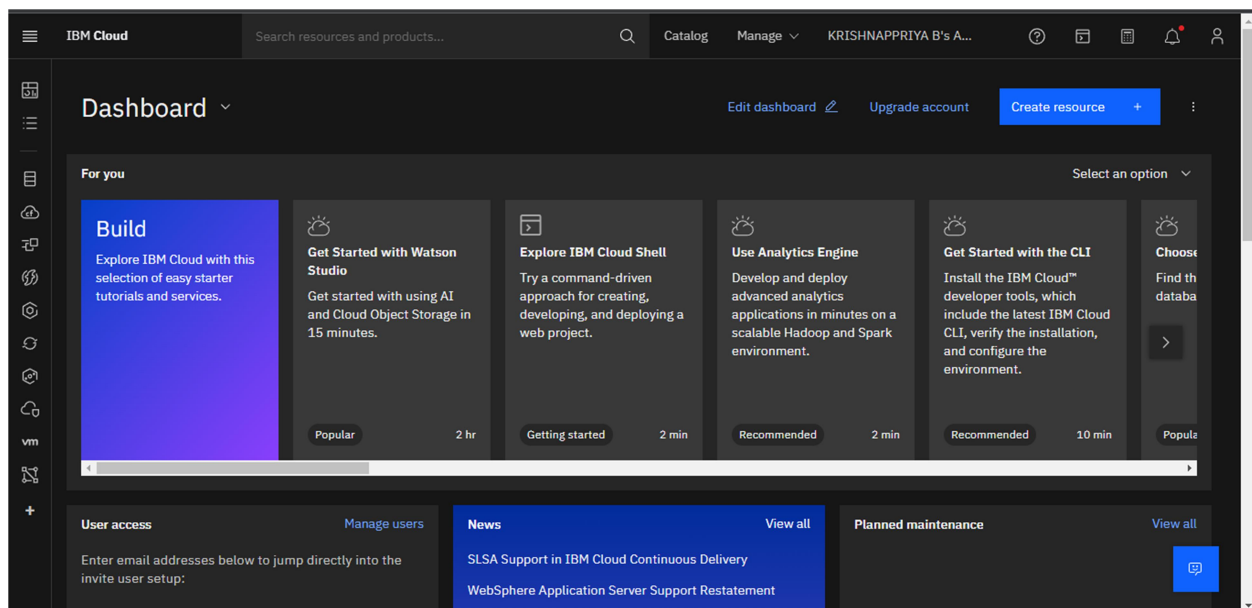 IBM Cloud
Search resources and products...
Catalog
Manage
KRISHNAPPRIYA B's A...
Dashboard
Edit dashboard
Upgrade account
Create resource +
For you
Select an option
Build
Explore IBM Cloud with this
selection of easy starter
tutorials and services.
Get Started with Watson
Studio
Get started with using AI
and Cloud Object Storage in
15 minutes.
Popular
2 hr
Explore IBM Cloud Shell
Try a command-driven
approach for creating,
developing, and deploying a
web project.
Getting started
2 min
Use Analytics Engine
Develop and deploy
advanced analytics
applications in minutes on a
scalable Hadoop and Spark
environment.
Recommended
2 min
Get Started with the CLI
Install the IBM Cloud™
developer tools, which
include the latest IBM Cloud
CLI, verify the installation,
and configure the
environment.
Recommended
10 min
Choose
Find th
databa
Popula
vm
User access
Manage users
Enter email addresses below to jump directly into the
invite user setup:
News
View all
SLSA Support in IBM Cloud Continuous Delivery
WebSphere Application Server Support Restatement
Planned maintenance
View all